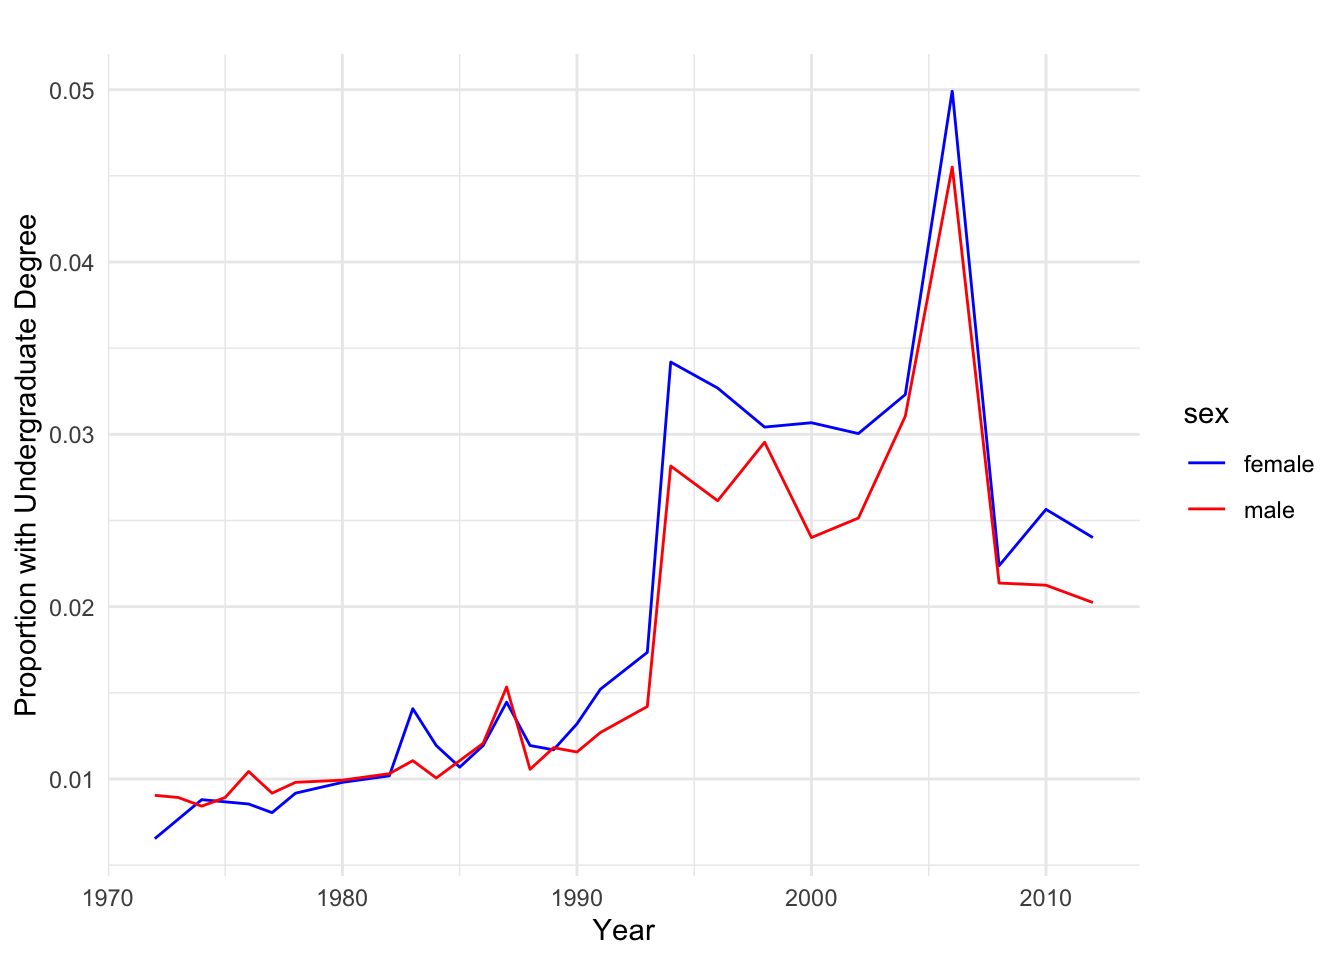 Proportion with Undergraduate Degree
0.05
0.04
0.03
0.02
0.01
1970 1980 1990 2000 2010
Year
sex
female
male